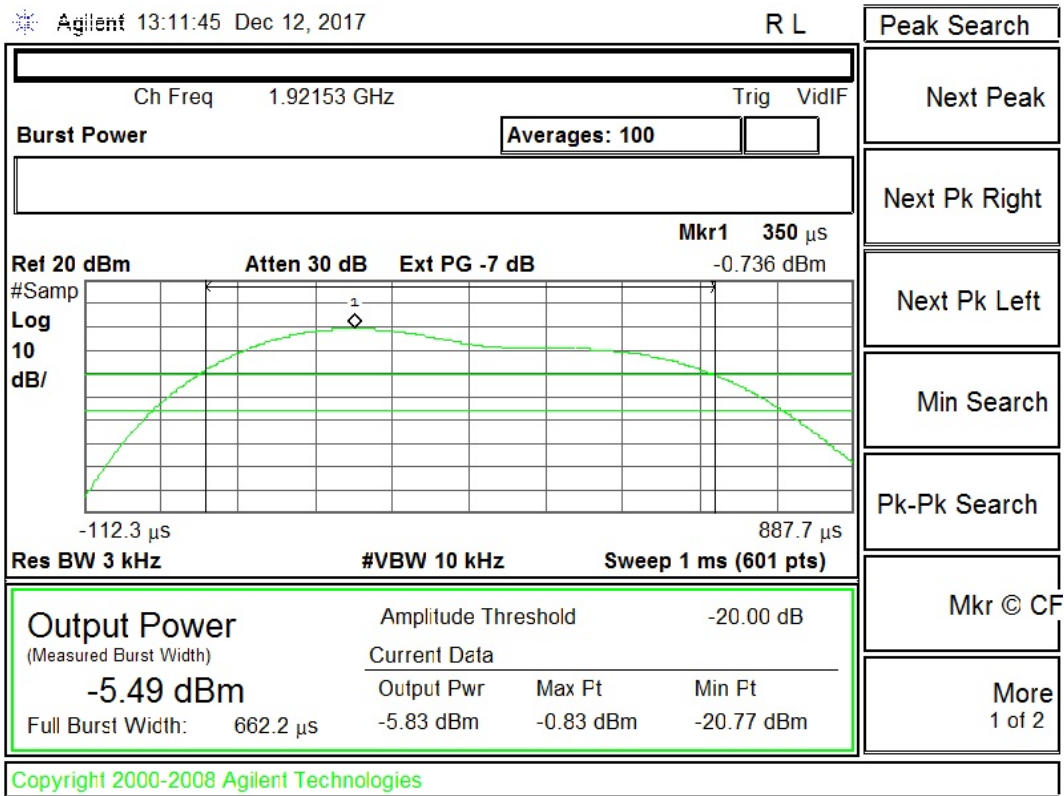 Agilent 13:11:45 Dec 12, 2017 R L
Peak Search
Ch Freq 1.92153 GHz Trig VidIF
Burst Power Averages: 100
Mkr1 350 µs
Ref 20 dBm Atten 30 dB Ext PG -7 dB -0.736 dBm
#Samp
Log
10
dB/
1
-112.3 µs 887.7 µs
Res BW 3 kHz #VBW 10 kHz Sweep 1 ms (601 pts)
Output Power
(Measured Burst Width)
-5.49 dBm
Full Burst Width: 662.2 µs
Amplitude Threshold -20.00 dB
Current Data
Output Pwr Max Pt Min Pt
-5.83 dBm -0.83 dBm -20.77 dBm
Next Peak
Next Pk Right
Next Pk Left
Min Search
Pk-Pk Search
Mkr © CF
More
1 of 2
Copyright 2000-2008 Agilent Technologies